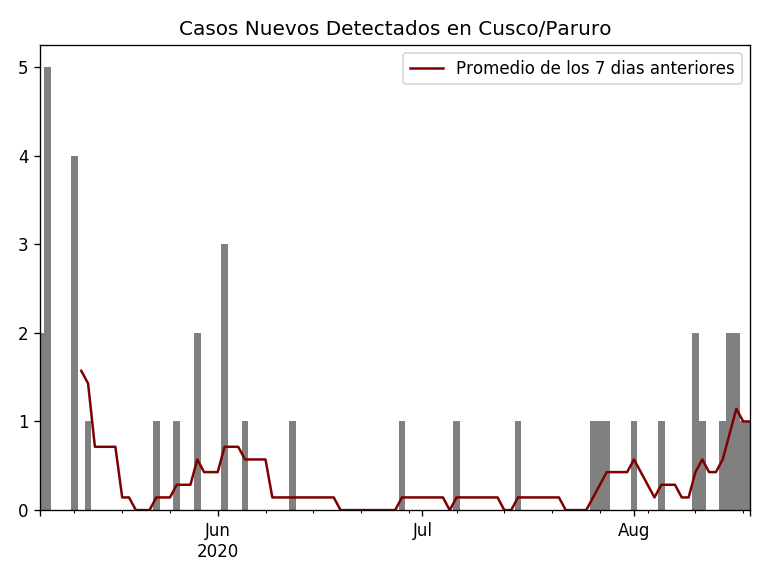 Casos Nuevos Detectados en Cusco/Paruro
Promedio de los 7 dias anteriores
5
4
3
2
1
0
Jun
2020
Jul
Aug